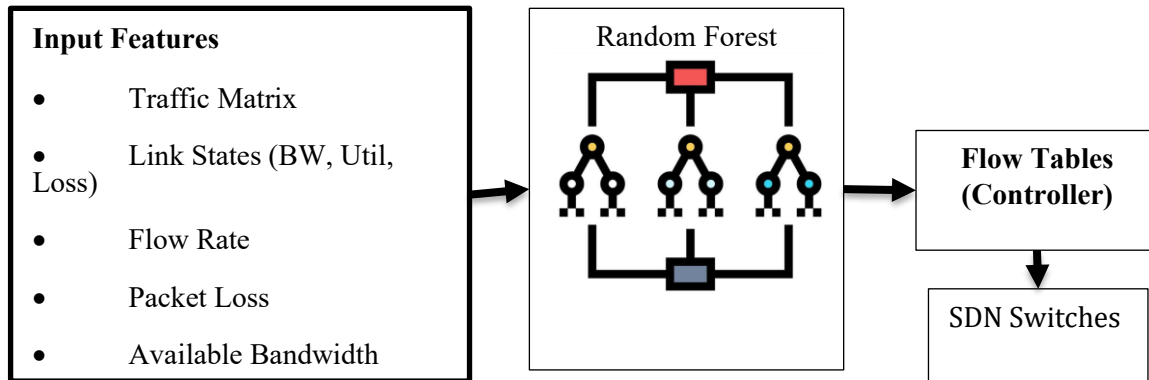 Input Features
• Traffic Matrix
• Link States (BW, Util,
Loss)
• Flow Rate
• Packet Loss
• Available Bandwidth
Random Forest
Flow Tables
(Controller)
SDN Switches